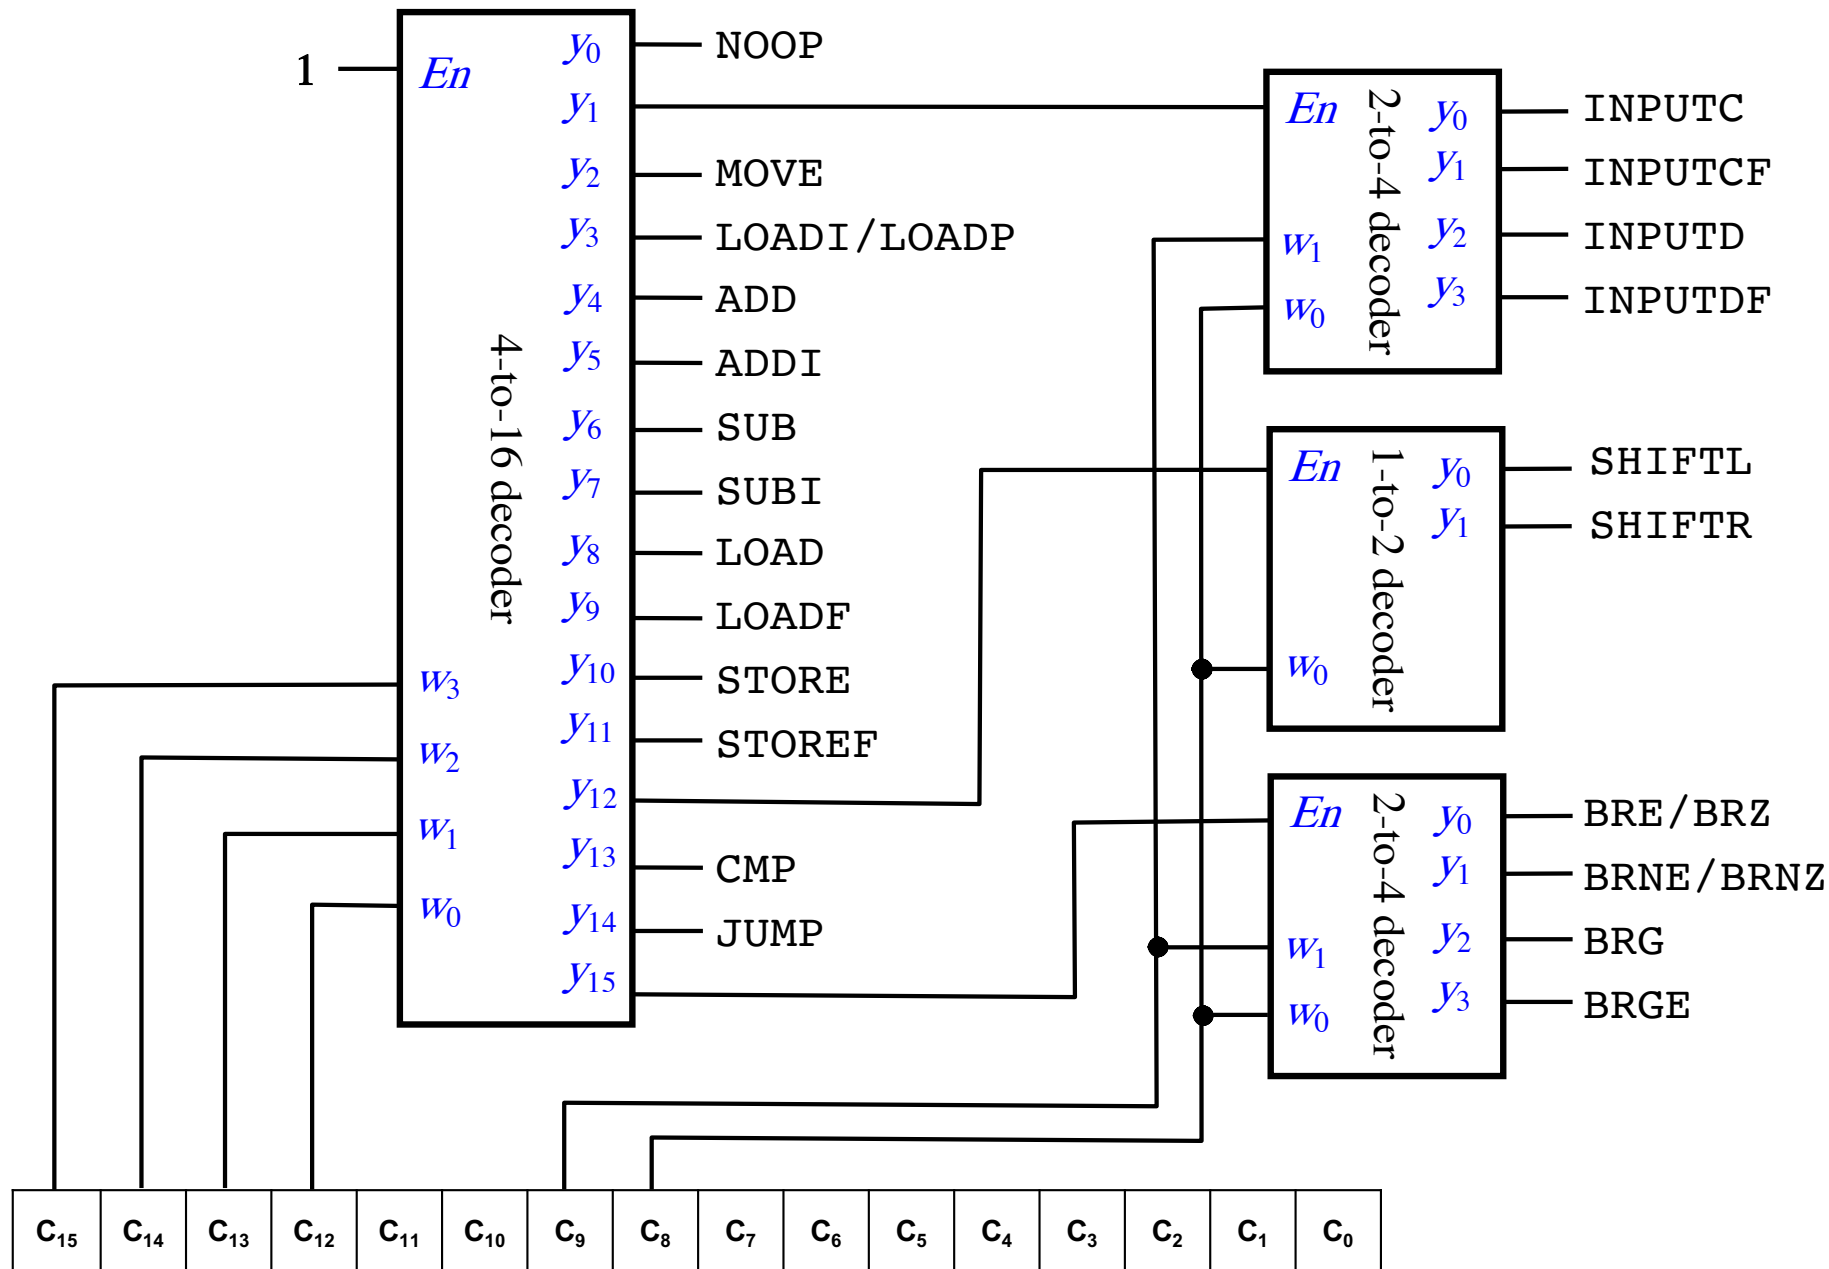 1
En
w3
w2
w1
w0
4-to-16 decoder
y0 NOOP
y1
y2 MOVE
y3 LOADI/LOADP
y4 ADD
y5 ADDI
y6 SUB
y7 SUBI
y8 LOAD
y9 LOADF
y10 STORE
y11 STOREF
y12
y13 CMP
y14 JUMP
y15
En
w1
w0
2-to-4 decoder
y0 INPUTC
y1 INPUTCF
y2 INPUTD
y3 INPUTDF
En
w0
1-to-2 decoder
y0 SHIFTL
y1 SHIFTR
En
w1
w0
2-to-4 decoder
y0 BRE/BRZ
y1 BRNE/BRNZ
y2 BRG
y3 BRGE
C15 C14 C13 C12 C11 C10 C9 C8 C7 C6 C5 C4 C3 C2 C1 C0